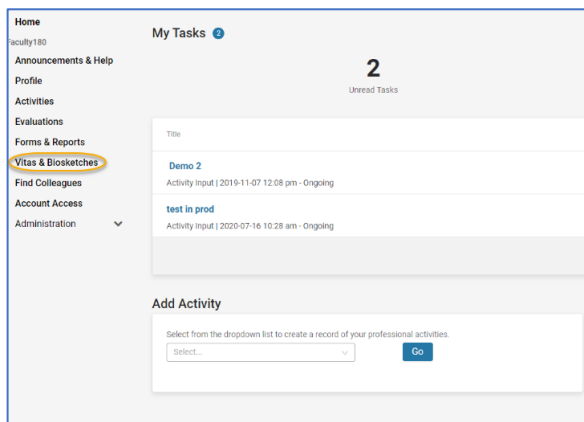 Home
Faculty180
Announcements & Help
Profile
Activities
Evaluations
Forms & Reports
Vitas & Biosketches
Find Colleagues
Account Access
Administration
My Tasks 2
2
Unread Tasks
Title
Demo 2
Activity Input | 2019-11-07 12:08 pm - Ongoing
test in prod
Activity Input | 2020-07-16 10:28 am - Ongoing
Add Activity
Select from the dropdown list to create a record of your professional activities.
Select...
Go